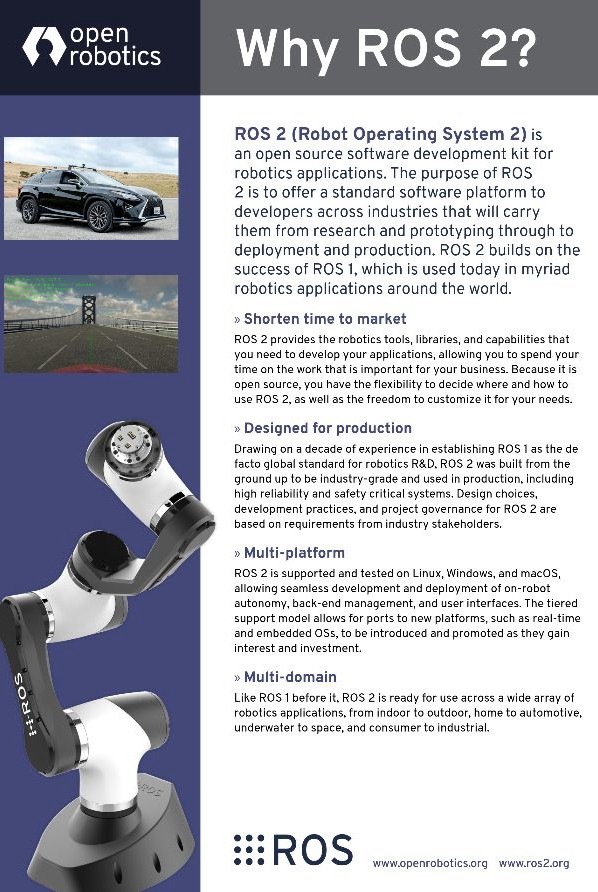 open
robotics
Why ROS 2?
ROS 2 (Robot Operating System 2) is
an open source software development kit for
robotics applications. The purpose of ROS
2 is to offer a standard software platform to
developers across industries that will carry
them from research and prototyping through to
deployment and production. ROS 2 builds on the
success of ROS 1, which is used today in myriad
robotics applications around the world.
» Shorten time to market
ROS 2 provides the robotics tools, libraries, and capabilities that
you need to develop your applications, allowing you to spend your
time on the work that is important for your business. Because it is
open source, you have the flexibility to decide where and how to
use ROS 2, as well as the freedom to customize it for your needs.
» Designed for production
Drawing on a decade of experience in establishing ROS 1 as the de
facto global standard for robotics R&D, ROS 2 was built from the
ground up to be industry-grade and used in production, including
high reliability and safety critical systems. Design choices,
development practices, and project governance for ROS 2 are
based on requirements from industry stakeholders.
» Multi-platform
ROS 2 is supported and tested on Linux, Windows, and macOS,
allowing seamless development and deployment of on-robot
autonomy, back-end management, and user interfaces. The tiered
support model allows for ports to new platforms, such as real-time
and embedded OSs, to be introduced and promoted as they gain
interest and investment.
» Multi-domain
Like ROS 1 before it, ROS 2 is ready for use across a wide array of
robotics applications, from indoor to outdoor, home to automotive,
underwater to space, and consumer to industrial.
ROS
ROS
ROS
www.openrobotics.org www.ros2.org